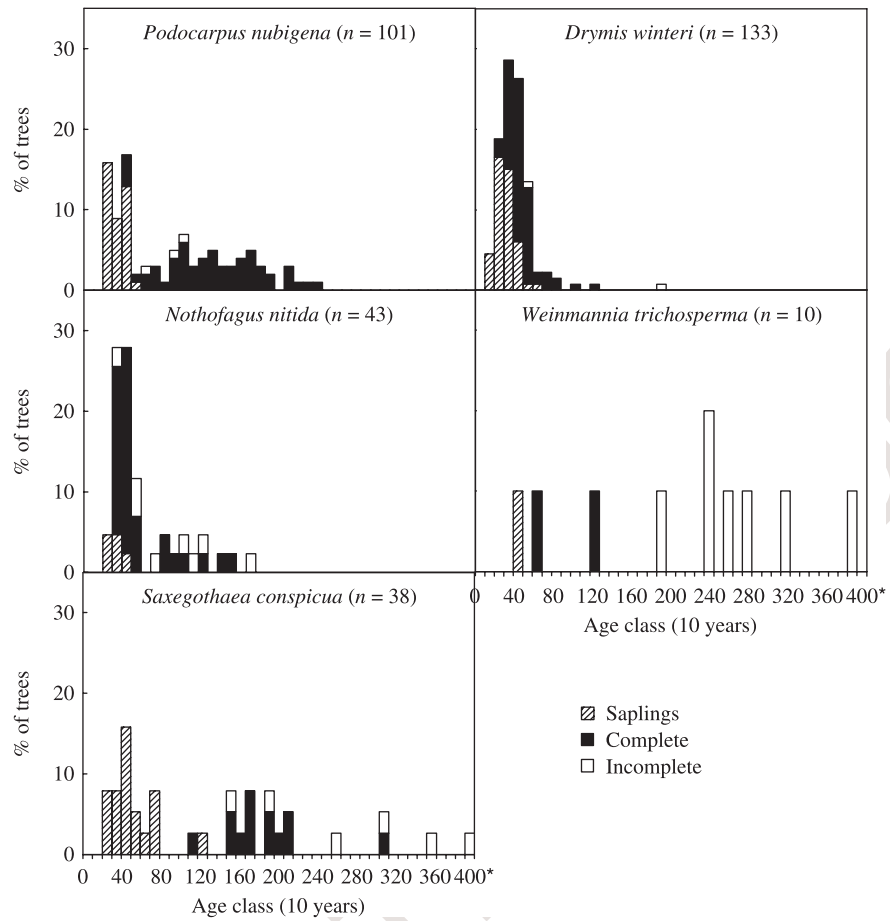 Podocarpus nubigena (n = 101)
Drymis winteri (n = 133)
30
20
10
0
% of trees
Nothofagus nitida (n = 43)
Weinmannia trichosperma (n = 10)
30
20
10
0
% of trees
0 40 80 120 160 200 240 280 320 360 400*
Age class (10 years)
Saxegothaea conspicua (n = 38)
30
20
10
0
% of trees
Saplings
Complete
Incomplete
0 40 80 120 160 200 240 280 320 360 400*
Age class (10 years)